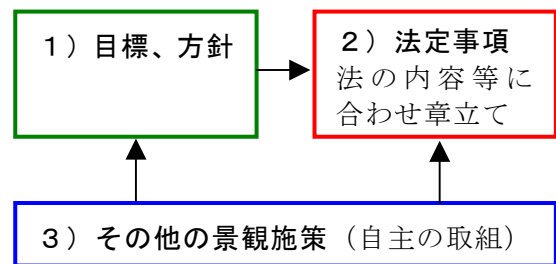 1）目標、方針
2）法定事項
法の内容等に
合わせ章立て
3）その他の景観施策（自主の取組）